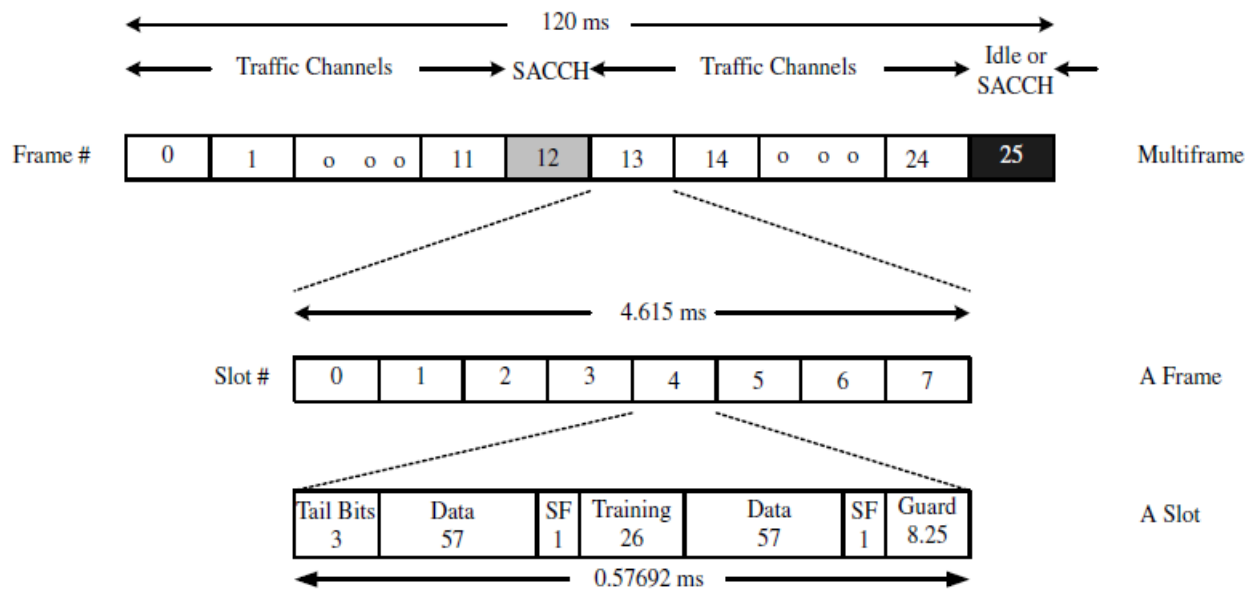 120 ms
Traffic Channels SACCH Traffic Channels Idle or
SACCH
Frame # 0 1 o o o 11 12 13 14 o o o 24 25 Multiframe
4.615 ms
Slot # 0 1 2 3 4 5 6 7 A Frame
Tail Bits Data SF Training Data SF Guard
3 57 1 26 57 1 8.25
A Slot
0.57692 ms